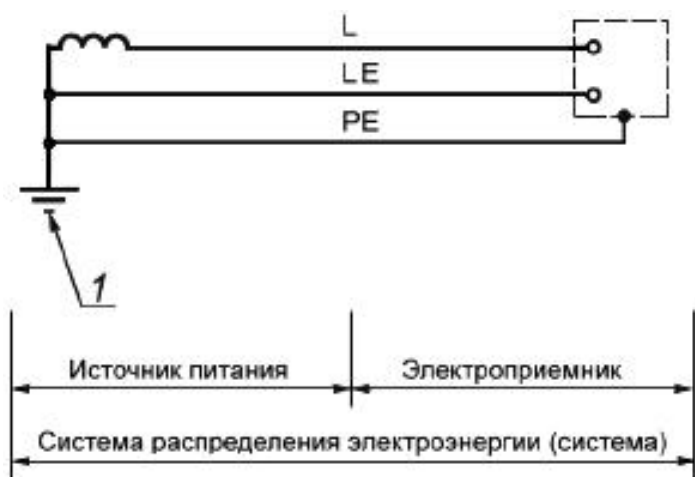 L
LE
PE
1
Источник питания
Электроприемник
Система распределения электроэнергии (система)